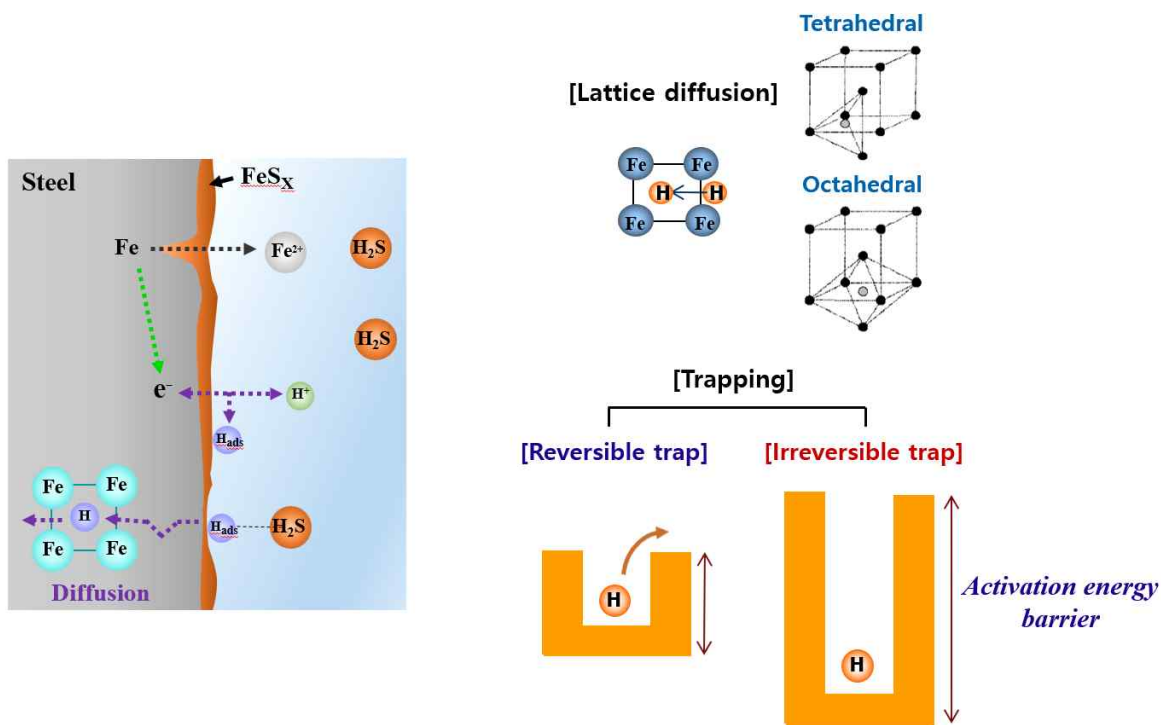 Steel
FeSₓ
Fe
Fe²⁺
H₂S
H₂S
e⁻
H⁺
Hₐdₛ
Fe
Fe
H
Hₐdₛ
H₂S
Fe
Fe
Diffusion
[Lattice diffusion]
Fe
Fe
H
H
Fe
Fe
Tetrahedral
Octahedral
[Trapping]
[Reversible trap]
[Irreversible trap]
H
H
Activation energy
barrier